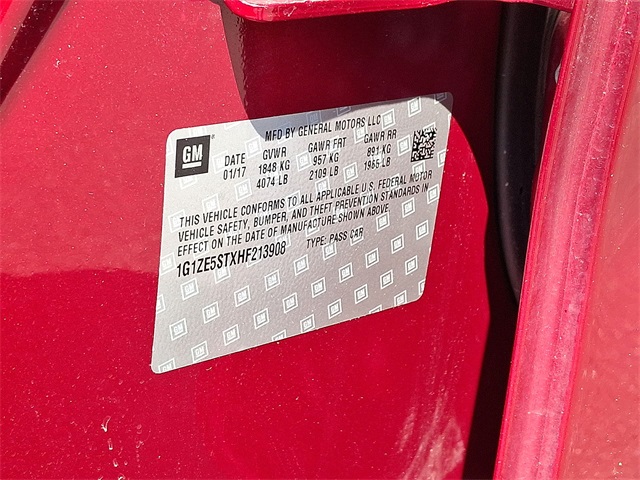 GM
MFD BY GENERAL MOTORS LLC
DATE GVWR GAWR FRT GAWR RR
01/17 1848 KG 957 KG 891 KG
4074 LB 2109 LB 1965 LB
THIS VEHICLE CONFORMS TO ALL APPLICABLE U.S. FEDERAL MOTOR
VEHICLE SAFETY, BUMPER, AND THEFT PREVENTION STANDARDS IN
EFFECT ON THE DATE OF MANUFACTURE SHOWN ABOVE.
1G1ZE5STXHF213908 TYPE: PASS CAR